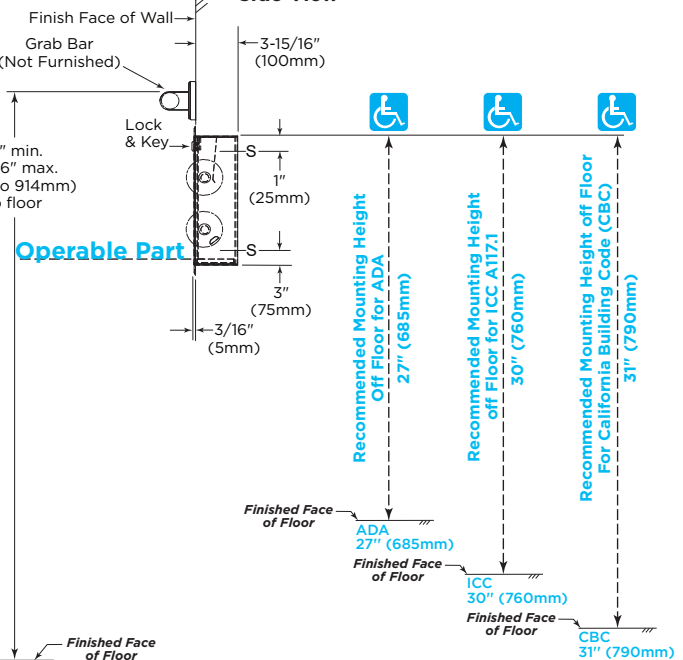 Finish Face of Wall
Grab Bar
(Not Furnished)
3-15/16"
(100mm)
Lock
& Key
S
1"
(25mm)
" min.
6" max.
o 914mm)
floor
Operable Part
S
3"
(75mm)
3/16"
(5mm)
Recommended Mounting Height
Off Floor for ADA
27" (685mm)
Recommended Mounting Height
off Floor for ICC A117.1
30" (760mm)
Recommended Mounting Height off Floor
For California Building Code (CBC)
31" (790mm)
Finished Face
of Floor
ADA
27" (685mm)
Finished Face
of Floor
ICC
30" (760mm)
Finished Face
of Floor
CBC
31" (790mm)
Finished Face
of Floor